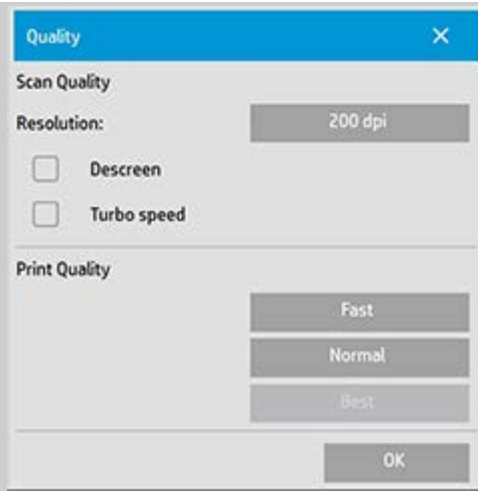 Quality
Scan Quality
Resolution: 200 dpi
Descreen
Turbo speed
Print Quality
Fast
Normal
Best
OK